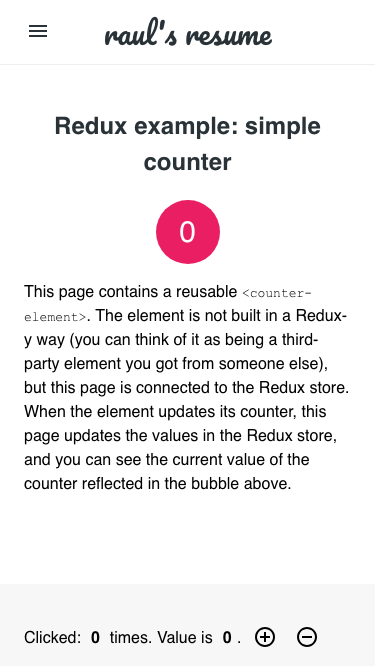 raul's resume
Redux example: simple
counter
0
This page contains a reusable <counter-
element>. The element is not built in a Redux-
y way (you can think of it as being a third-
party element you got from someone else),
but this page is connected to the Redux store.
When the element updates its counter, this
page updates the values in the Redux store,
and you can see the current value of the
counter reflected in the bubble above.
Clicked: 0 times. Value is 0 .